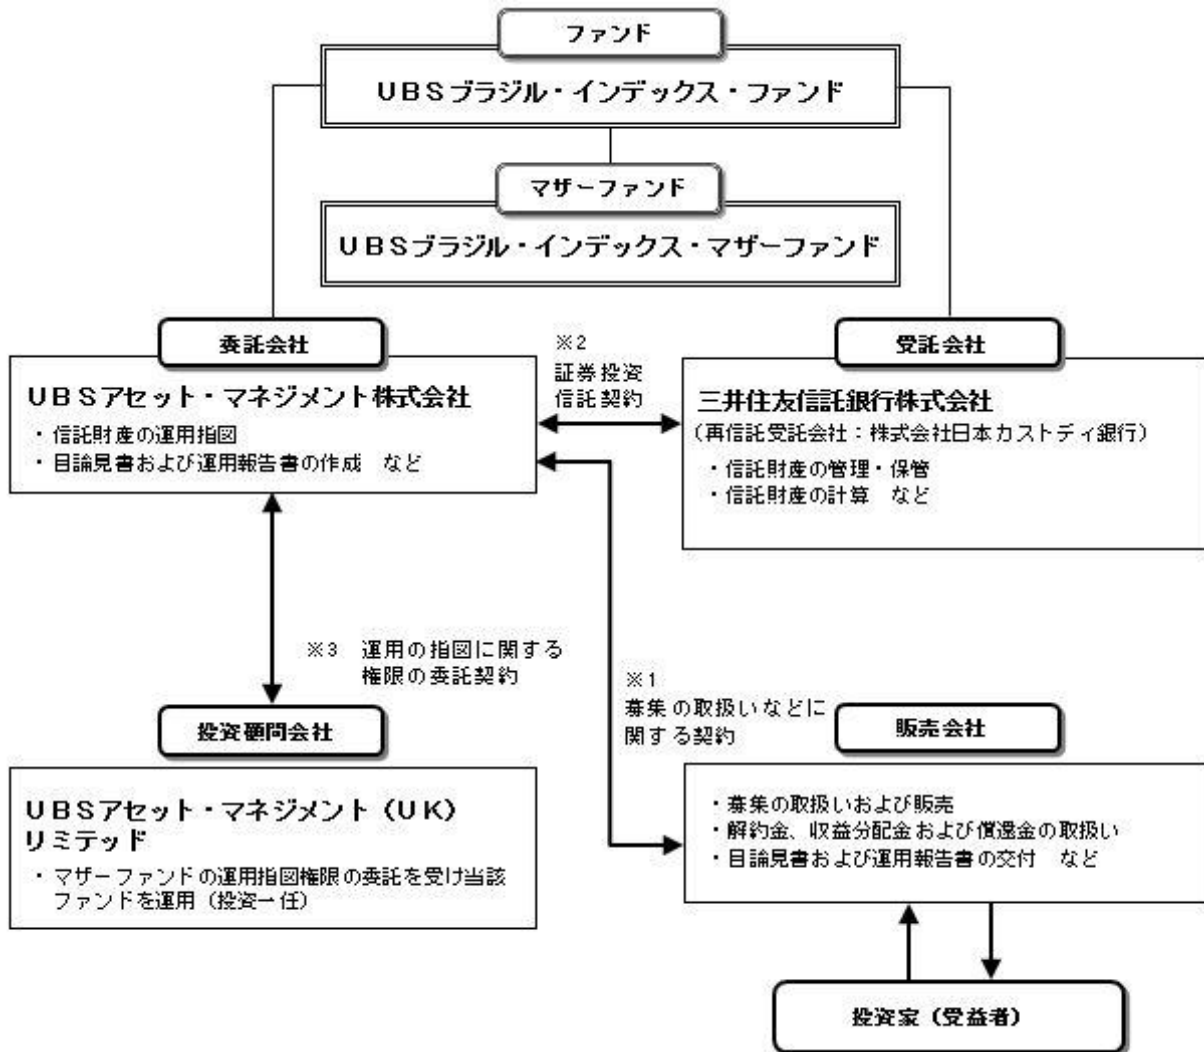 ファンド
UBSブラジル・インデックス・ファンド
マザーファンド
UBSブラジル・インデックス・マザーファンド
委託会社
UBSアセット・マネジメント株式会社
・信託財産の運用指図
・目論見書および運用報告書の作成　など
※2
証券投資
信託契約
受託会社
三井住友信託銀行株式会社
(再信託受託会社：株式会社日本カストディ銀行)
・信託財産の管理・保管
・信託財産の計算　など
※3　運用の指図に関する
権限の委託契約
※1
募集の取扱いなどに
関する契約
投資顧問会社
UBSアセット・マネジメント（UK）
リミテッド
・マザーファンドの運用指図権限の委託を受け当該
ファンドを運用（投資一任）
販売会社
・募集の取扱いおよび販売
・解約金、収益分配金および償還金の取扱い
・目論見書および運用報告書の交付　など
投資家（受益者）